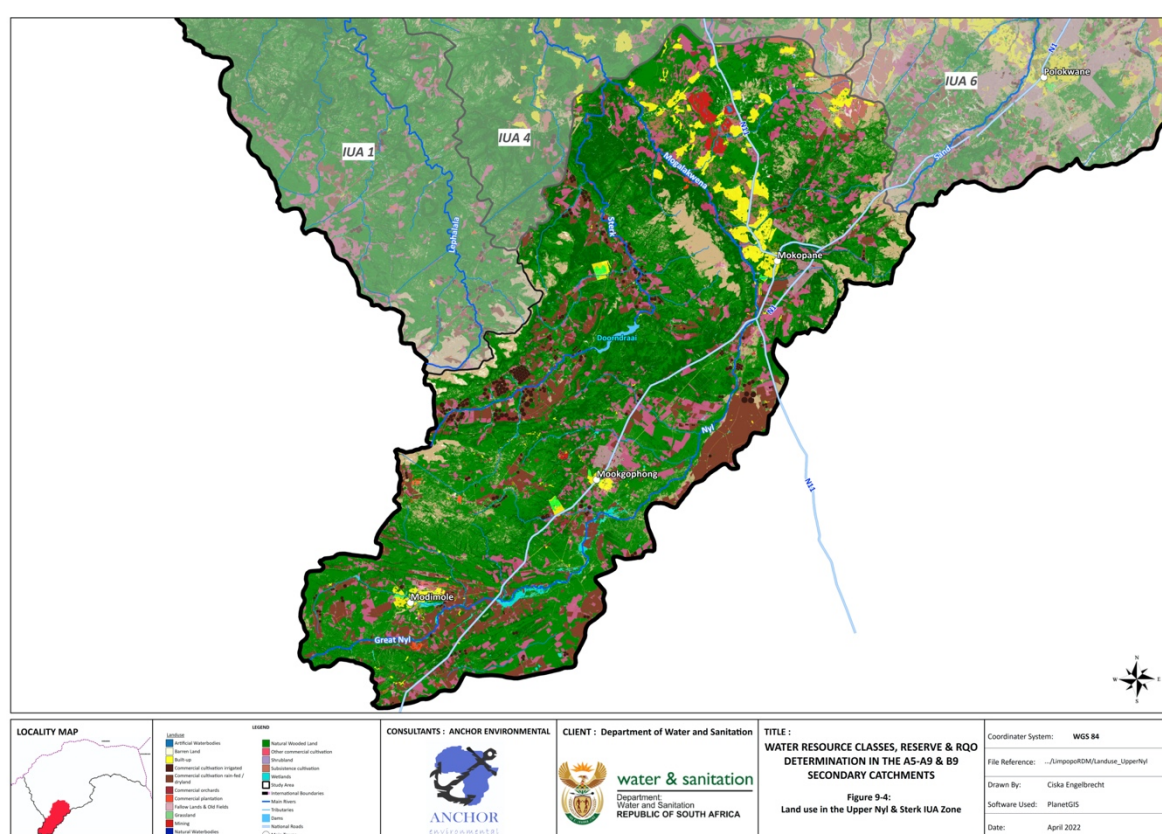 IUA 1
IUA 4
IUA 6
Polokwane
N1
Sand
N11
Mogalakwena
Lephalala
Sterk
Mokopane
N1
Doorndraai
Nyl
Mookgophong
N11
Modimole
Great Nyl
N
W
E
S
LOCALITY MAP
LEGEND
Landuse
Artificial Waterbodies
Barren Land
Built-up
Commercial cultivation irrigated
Commercial cultivation rain-fed /
dryland
Commercial orchards
Commercial plantation
Fallow Lands & Old Fields
Grassland
Mining
Natural Waterbodies
Natural Wooded Land
Other commercial cultivation
Shrubland
Subsistence cultivation
Wetlands
Study Area
International Boundaries
Main Rivers
Tributaries
Dams
National Roads
CONSULTANTS : ANCHOR ENVIRONMENTAL
ANCHOR
environmental
CLIENT : Department of Water and Sanitation
water & sanitation
Department:
Water and Sanitation
REPUBLIC OF SOUTH AFRICA
TITLE :
WATER RESOURCE CLASSES, RESERVE & RQO
DETERMINATION IN THE A5-A9 & B9
SECONDARY CATCHMENTS
Figure 9-4:
Land use in the Upper Nyl & Sterk IUA Zone
Coordinater System: WGS 84
File Reference: .../LimpopoRDM/Landuse_UpperNyl
Drawn By: Ciska Engelbrecht
Software Used: PlanetGIS
Date: April 2022